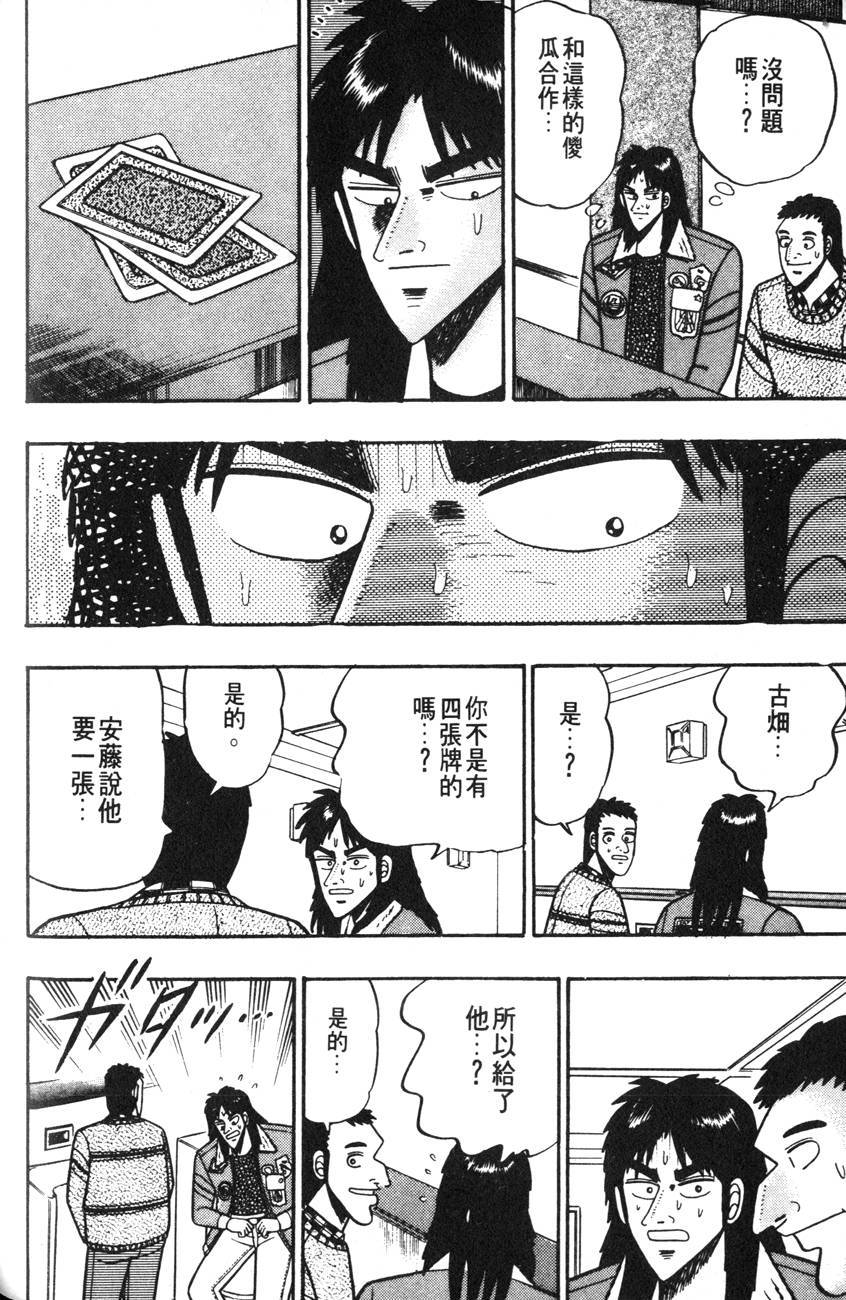 沒問題
嗎…？
和這樣的傻
瓜合作…
古畑…
是…？
你不是有
四張牌的
嗎…？
是的。
安藤說他
要一張…
所以給了
他…？
是的…
ガタッ…